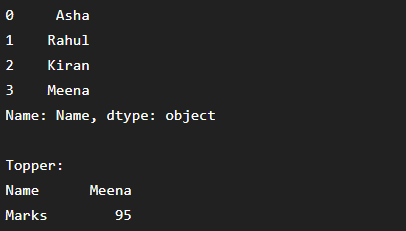 0     Asha
1    Rahul
2    Kiran
3    Meena
Name: Name, dtype: object

Topper:
Name     Meena
Marks       95